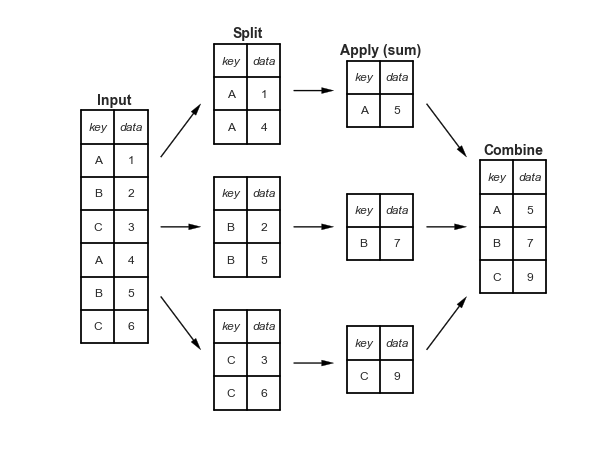 Input
key data
A 1
B 2
C 3
A 4
B 5
C 6
Split
key data
A 1
A 4
key data
B 2
B 5
key data
C 3
C 6
Apply (sum)
key data
A 5
key data
B 7
key data
C 9
Combine
key data
A 5
B 7
C 9